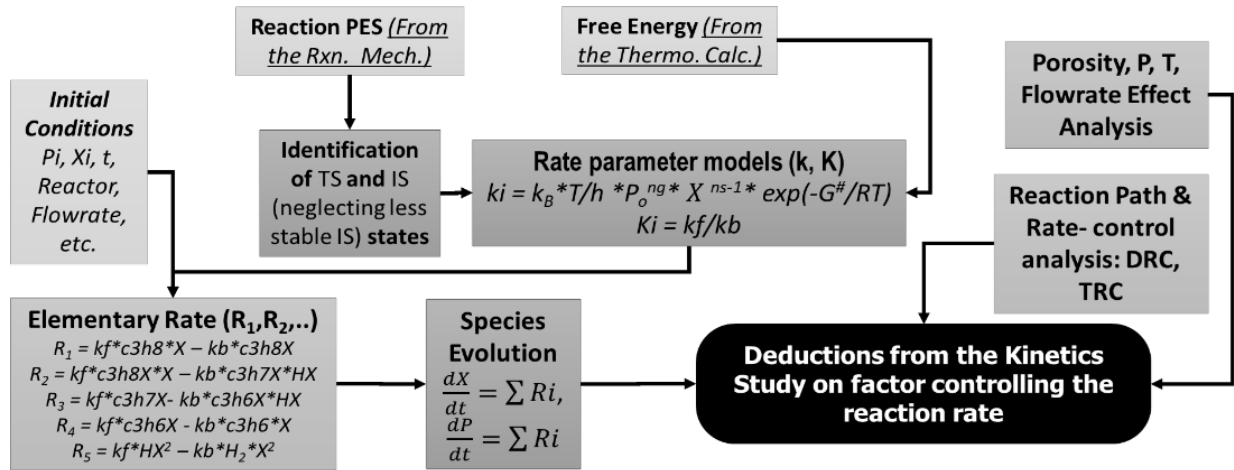 Reaction PES (From
the Rxn. Mech.)
Free Energy (From
the Thermo. Calc.)
Porosity, P, T,
Flowrate Effect
Analysis
Initial
Conditions
Pi, Xi, t,
Reactor,
Flowrate,
etc.
Identification
of TS and IS
(neglecting less
stable IS) states
Rate parameter models (k, K)
ki = k_B*T/h *P_o^ng* X ^ns-1* exp(-G^#/RT)
Ki = kf/kb
Reaction Path &
Rate- control
analysis: DRC,
TRC
Elementary Rate (R₁,R₂,..)
R₁ = kf*c3h8*X – kb*c3h8X
R₂ = kf*c3h8X*X – kb*c3h7X*HX
R₃ = kf*c3h7X- kb*c3h6X*HX
R₄ = kf*c3h6X - kb*c3h6*X
R₅ = kf*HX² – kb*H₂*X²
Species
Evolution
dX/dt = ∑ Ri,
dP/dt = ∑ Ri
Deductions from the Kinetics
Study on factor controlling the
reaction rate